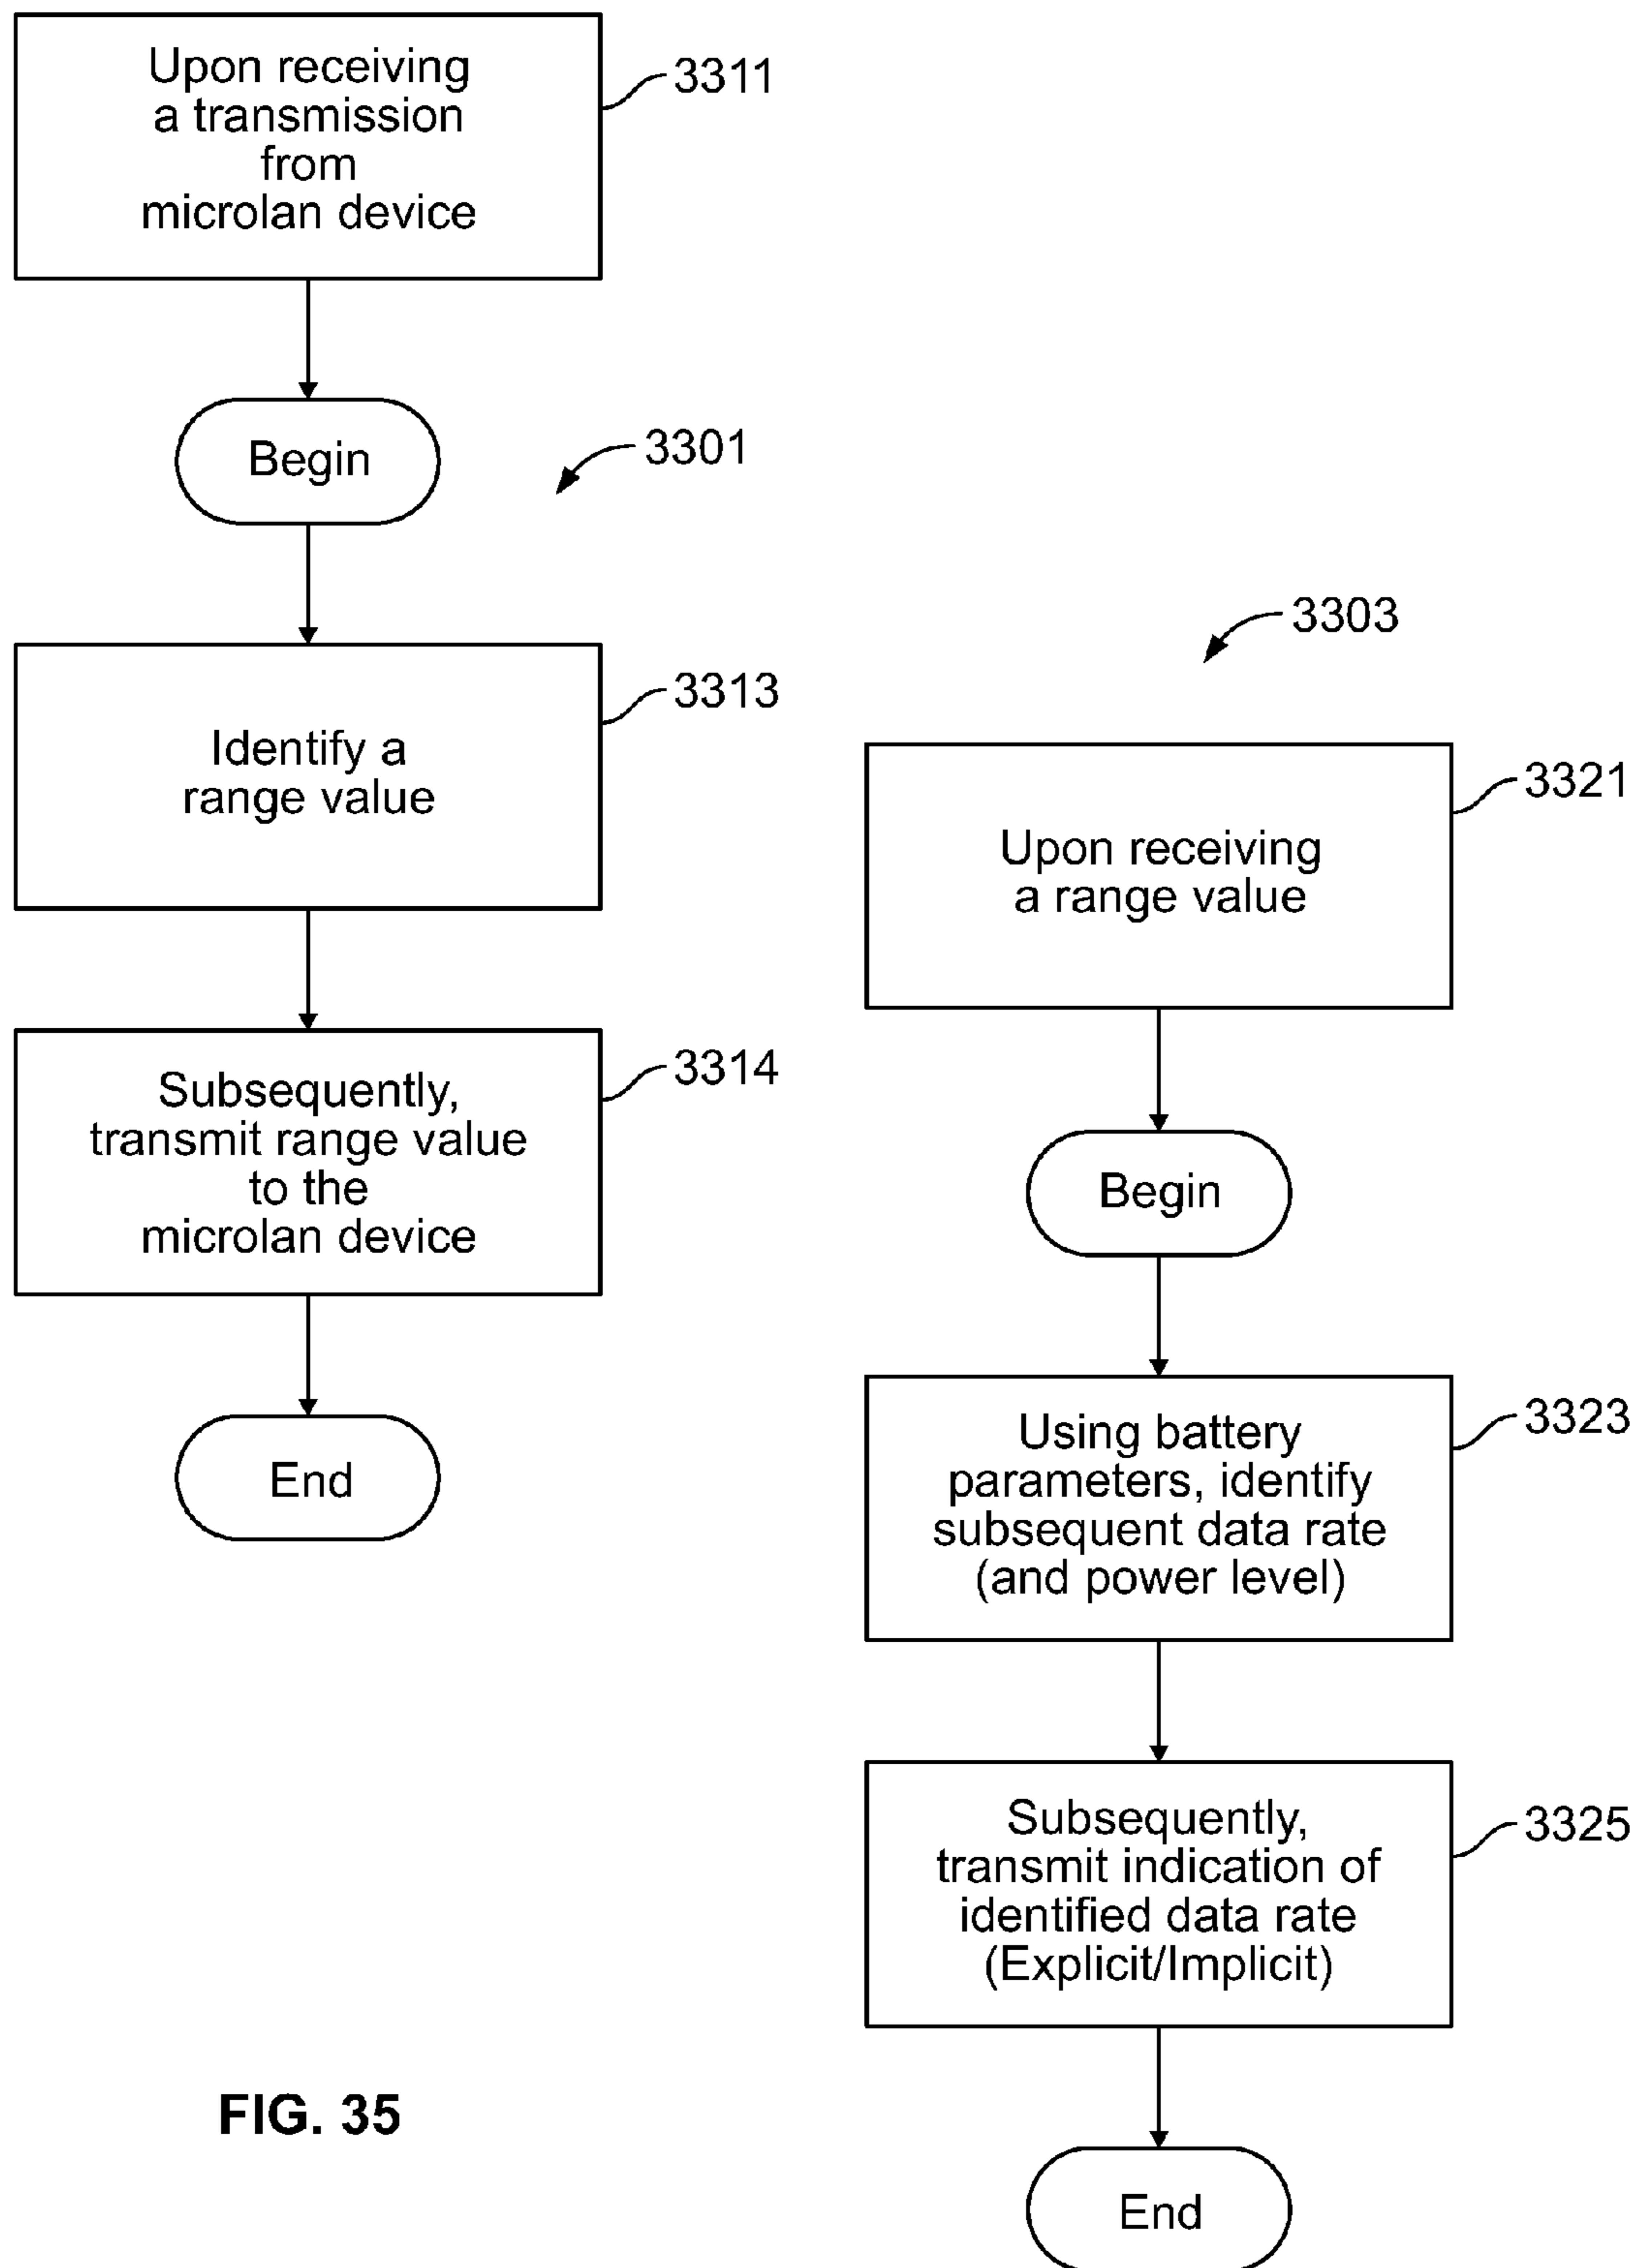 Upon receiving
a transmission
from
microlan device
3311
Begin
3301
Identify a
range value
3313
Subsequently,
transmit range value
to the
microlan device
3314
End
3303
Upon receiving
a range value
3321
Begin
Using battery
parameters, identify
subsequent data rate
(and power level)
3323
Subsequently,
transmit indication of
identified data rate
(Explicit/Implicit)
3325
End
FIG. 35